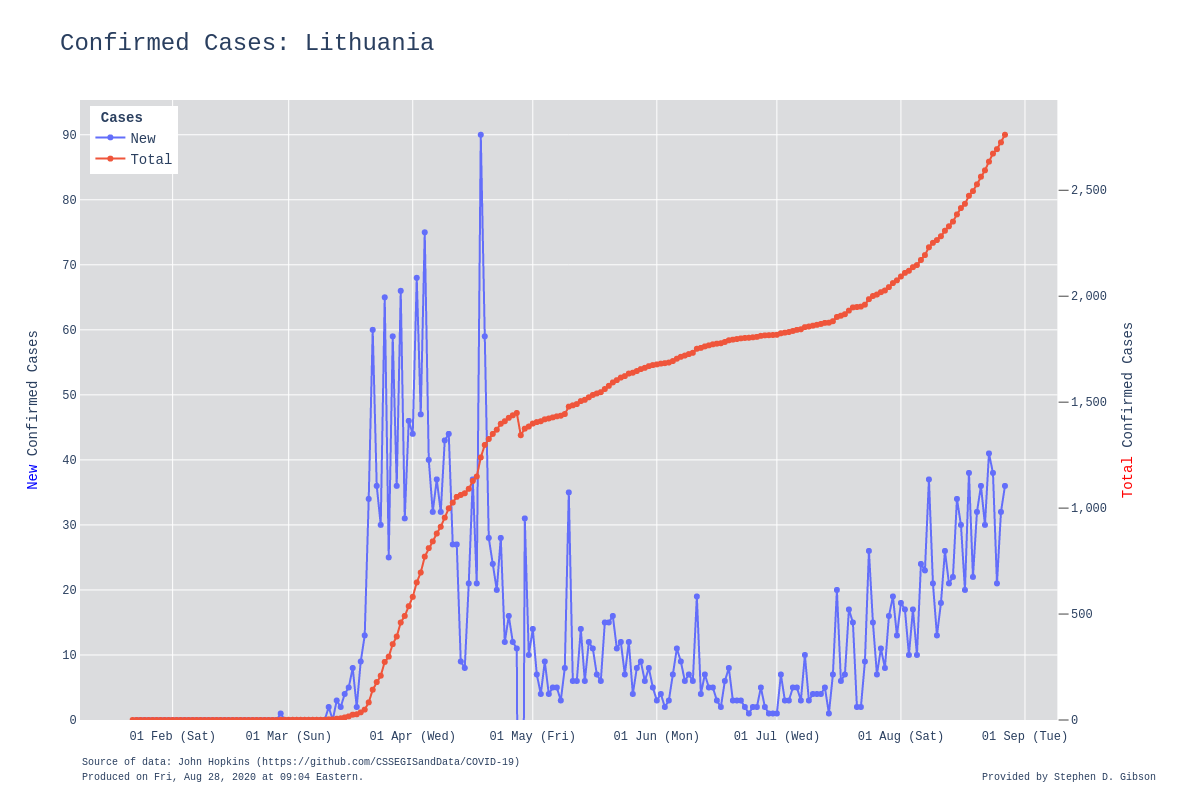 Confirmed Cases: Lithuania
Cases
New
Total
90
80
70
60
50
40
30
20
10
0
New Confirmed Cases
2,500
2,000
1,500
1,000
500
0
Total Confirmed Cases
01 Feb (Sat) 01 Mar (Sun) 01 Apr (Wed) 01 May (Fri) 01 Jun (Mon) 01 Jul (Wed) 01 Aug (Sat) 01 Sep (Tue)
Source of data: John Hopkins (https://github.com/CSSEGISandData/COVID-19)
Produced on Fri, Aug 28, 2020 at 09:04 Eastern.
Provided by Stephen D. Gibson